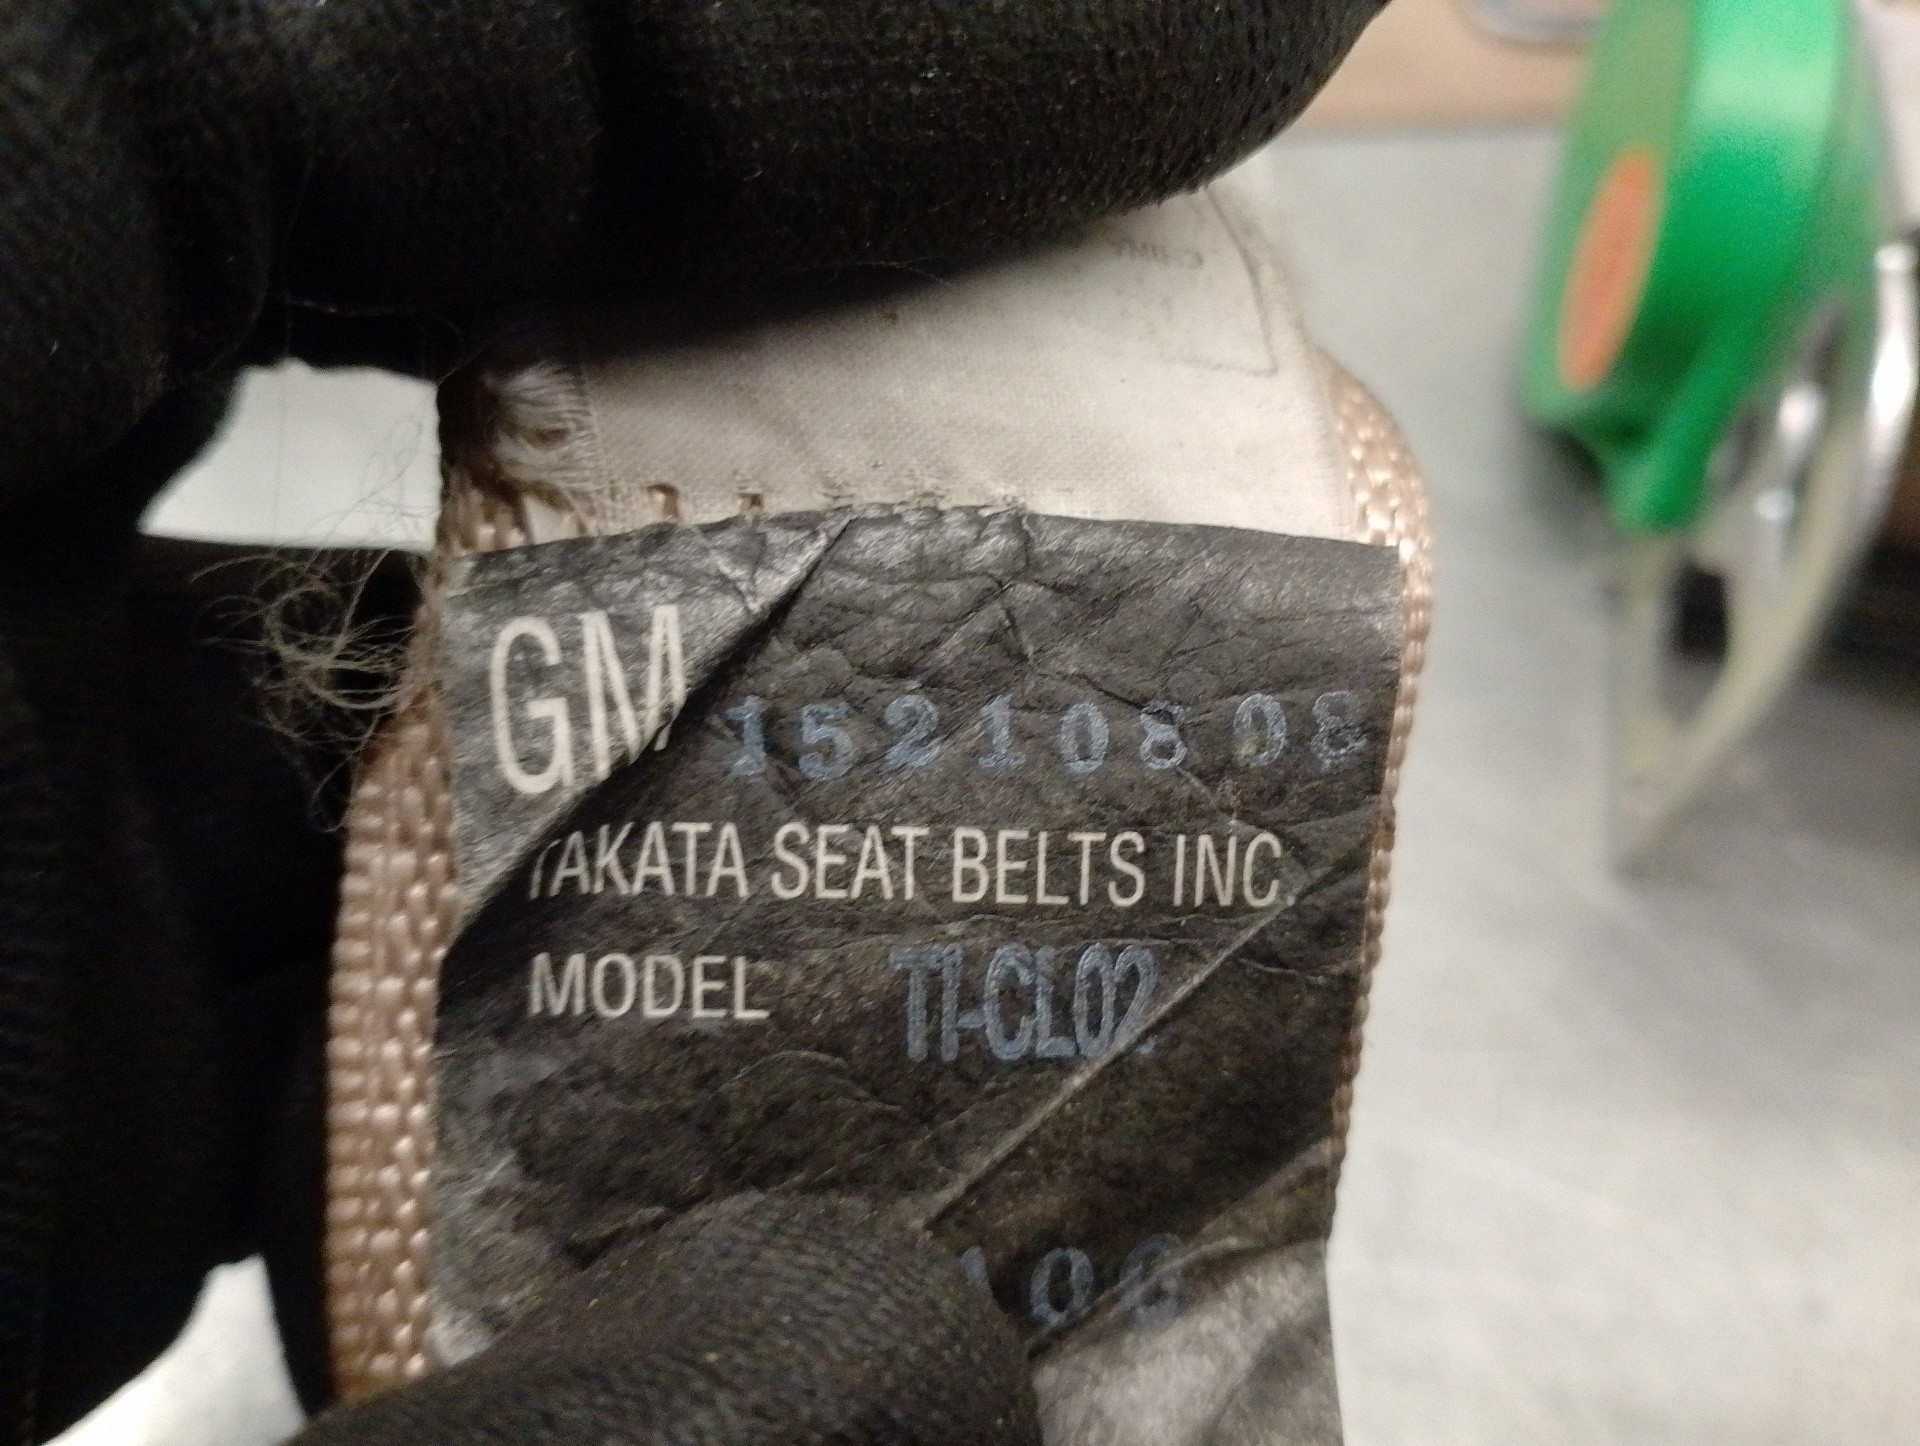 GM 15210808
TAKATA SEAT BELTS INC.
MODEL TI-CL02